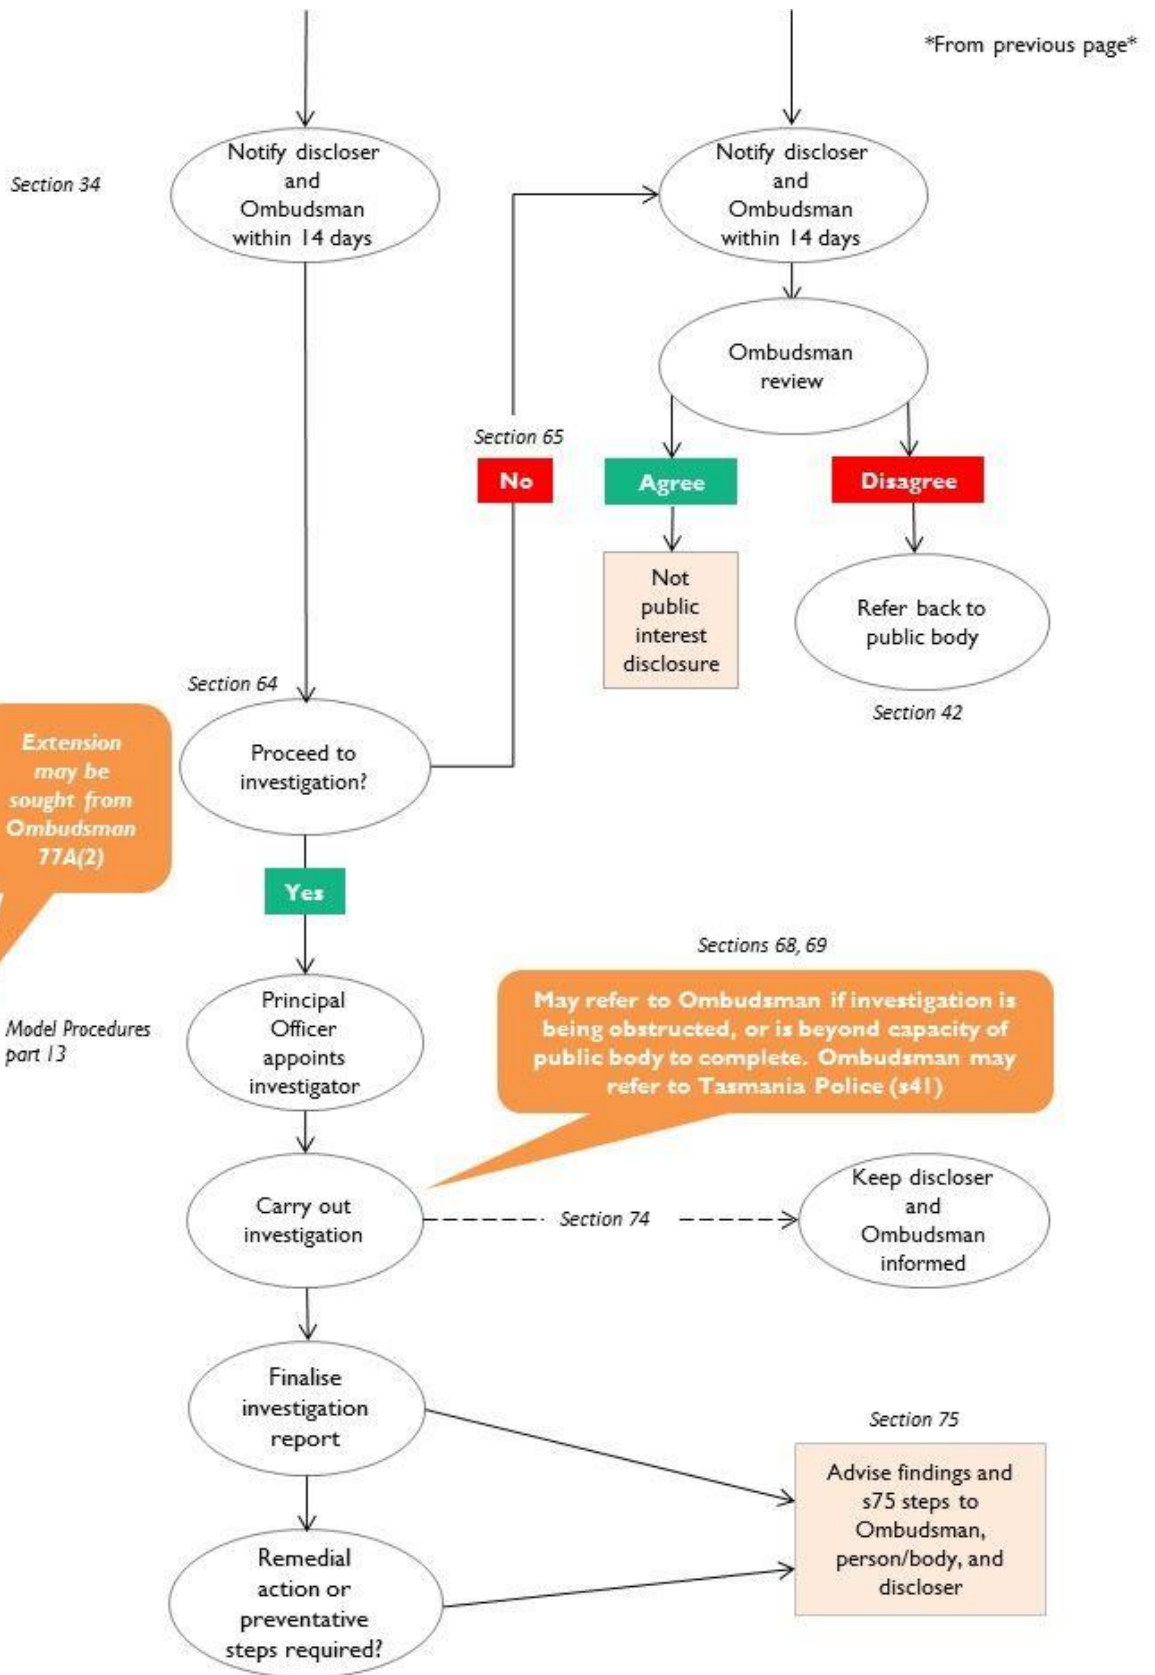 *From previous page*
Section 34
Notify discloser
and
Ombudsman
within 14 days
Notify discloser
and
Ombudsman
within 14 days
Ombudsman
review
Section 65
No
Agree
Disagree
Not
public
interest
disclosure
Refer back to
public body
Section 42
Section 64
Proceed to
investigation?
Extension
may be
sought from
Ombudsman
77A(2)
Yes
Model Procedures
part 13
Principal
Officer
appoints
investigator
Sections 68, 69
May refer to Ombudsman if investigation is
being obstructed, or is beyond capacity of
public body to complete. Ombudsman may
refer to Tasmania Police (s41)
Carry out
investigation
Section 74
Keep discloser
and
Ombudsman
informed
Finalise
investigation
report
Section 75
Advise findings and
s75 steps to
Ombudsman,
person/body, and
discloser
Remedial
action or
preventative
steps required?